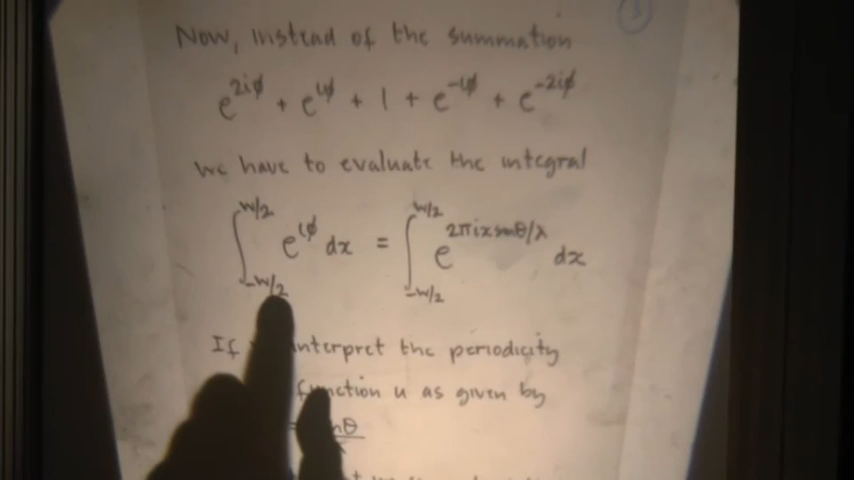 Now, instead of the summation
e^{2iφ} + e^{iφ} + 1 + e^{-iφ} + e^{-2iφ}
we have to evaluate the integral
∫_{-w/2}^{w/2} e^{iφ} dx = ∫_{-w/2}^{w/2} e^{2πix sinθ/λ} dx
If interpret the periodicity
function u as given by